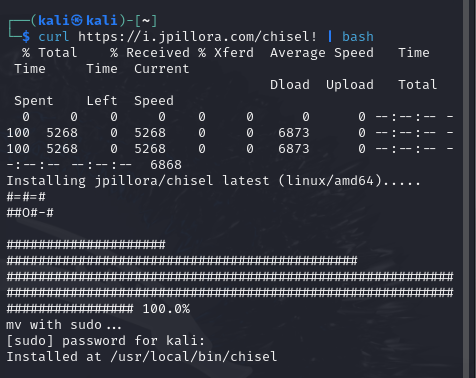 ┌──(kali㉿kali)-[~]
└─$ curl https://i.jpillora.com/chisel! | bash
% Total % Received % Xferd Average Speed Time
Time Time Current
Dload Upload Total
Spent Left Speed
0 0 0 0 0 0 0 0 --:--:-- -
100 5268 0 5268 0 0 6873 0 --:--:-- -
100 5268 0 5268 0 0 6873 0 --:--:-- -
-:--:-- --:--:-- 6868
Installing jpillora/chisel latest (linux/amd64).....
#=#=#
##O#-#
####################
############################################
########################################################
########################################################
################ 100.0%
mv with sudo...
[sudo] password for kali:
Installed at /usr/local/bin/chisel